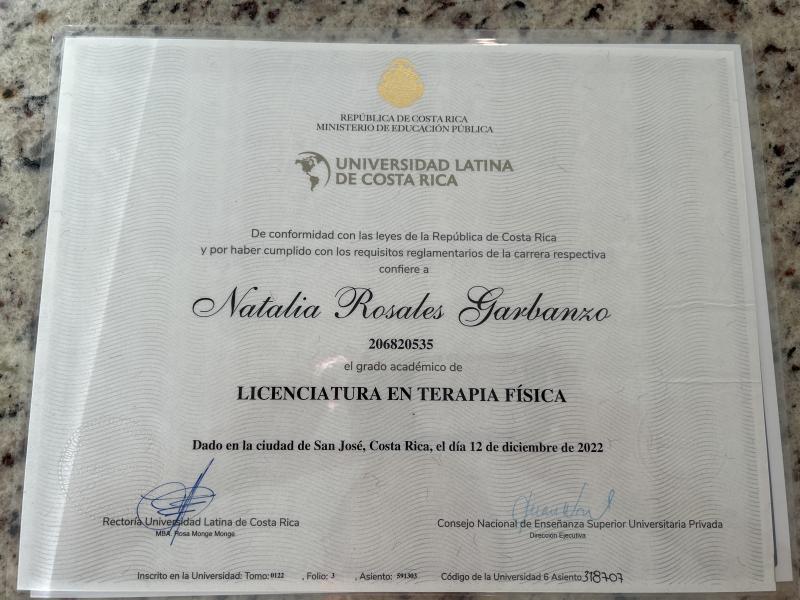 REPÚBLICA DE COSTA RICA
MINISTERIO DE EDUCACIÓN PÚBLICA
UNIVERSIDAD LATINA
DE COSTA RICA
De conformidad con las leyes de la República de Costa Rica
y por haber cumplido con los requisitos reglamentarios de la carrera respectiva
confiere a
Natalia Rosales Garbanzo
206820535
el grado académico de
LICENCIATURA EN TERAPIA FÍSICA
Dado en la ciudad de San José, Costa Rica, el día 12 de diciembre de 2022
Rectoría Universidad Latina de Costa Rica
MBA. Rosa Monge Monge
Consejo Nacional de Enseñanza Superior Universitaria Privada
Dirección Ejecutiva
Inscrito en la Universidad: Tomo: 0122 , Folio: 3 , Asiento: 591303 Código de la Universidad 6 Asiento 318707